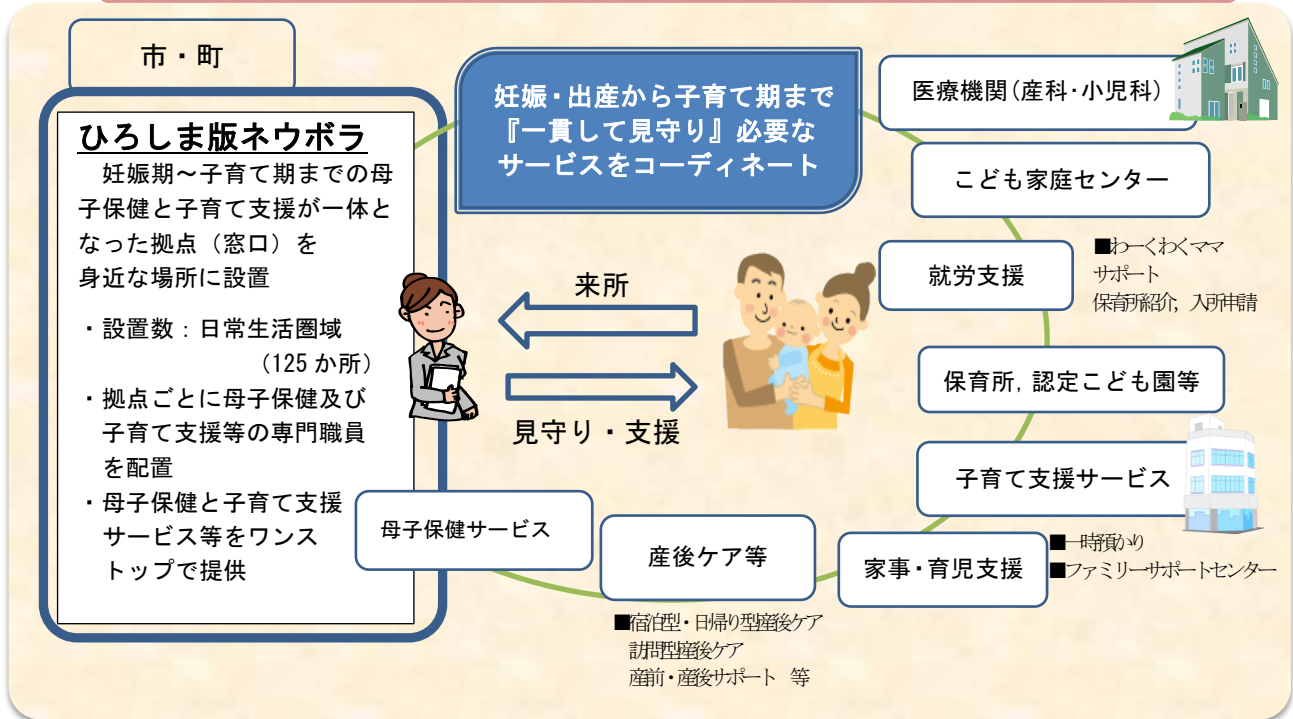 市・町
ひろしま版ネウボラ
妊娠期～子育て期までの母
子保健と子育て支援が一体と
なった拠点（窓口）を
身近な場所に設置
・設置数：日常生活圏域
（125か所）
・拠点ごとに母子保健及び
子育て支援等の専門職員
を配置
・母子保健と子育て支援
サービス等をワンス
トップで提供
妊娠・出産から子育て期まで
『一貫して見守り』必要な
サービスをコーディネート
来所
見守り・支援
医療機関（産科・小児科）
こども家庭センター
就労支援
■わーくわくママ
サポート
保育所紹介，入所申請
保育所，認定こども園等
子育て支援サービス
■一時預かり
■ファミリーサポートセンター
家事・育児支援
産後ケア等
■宿泊型・日帰り型産後ケア
訪問型産後ケア
産前・産後サポート　等
母子保健サービス